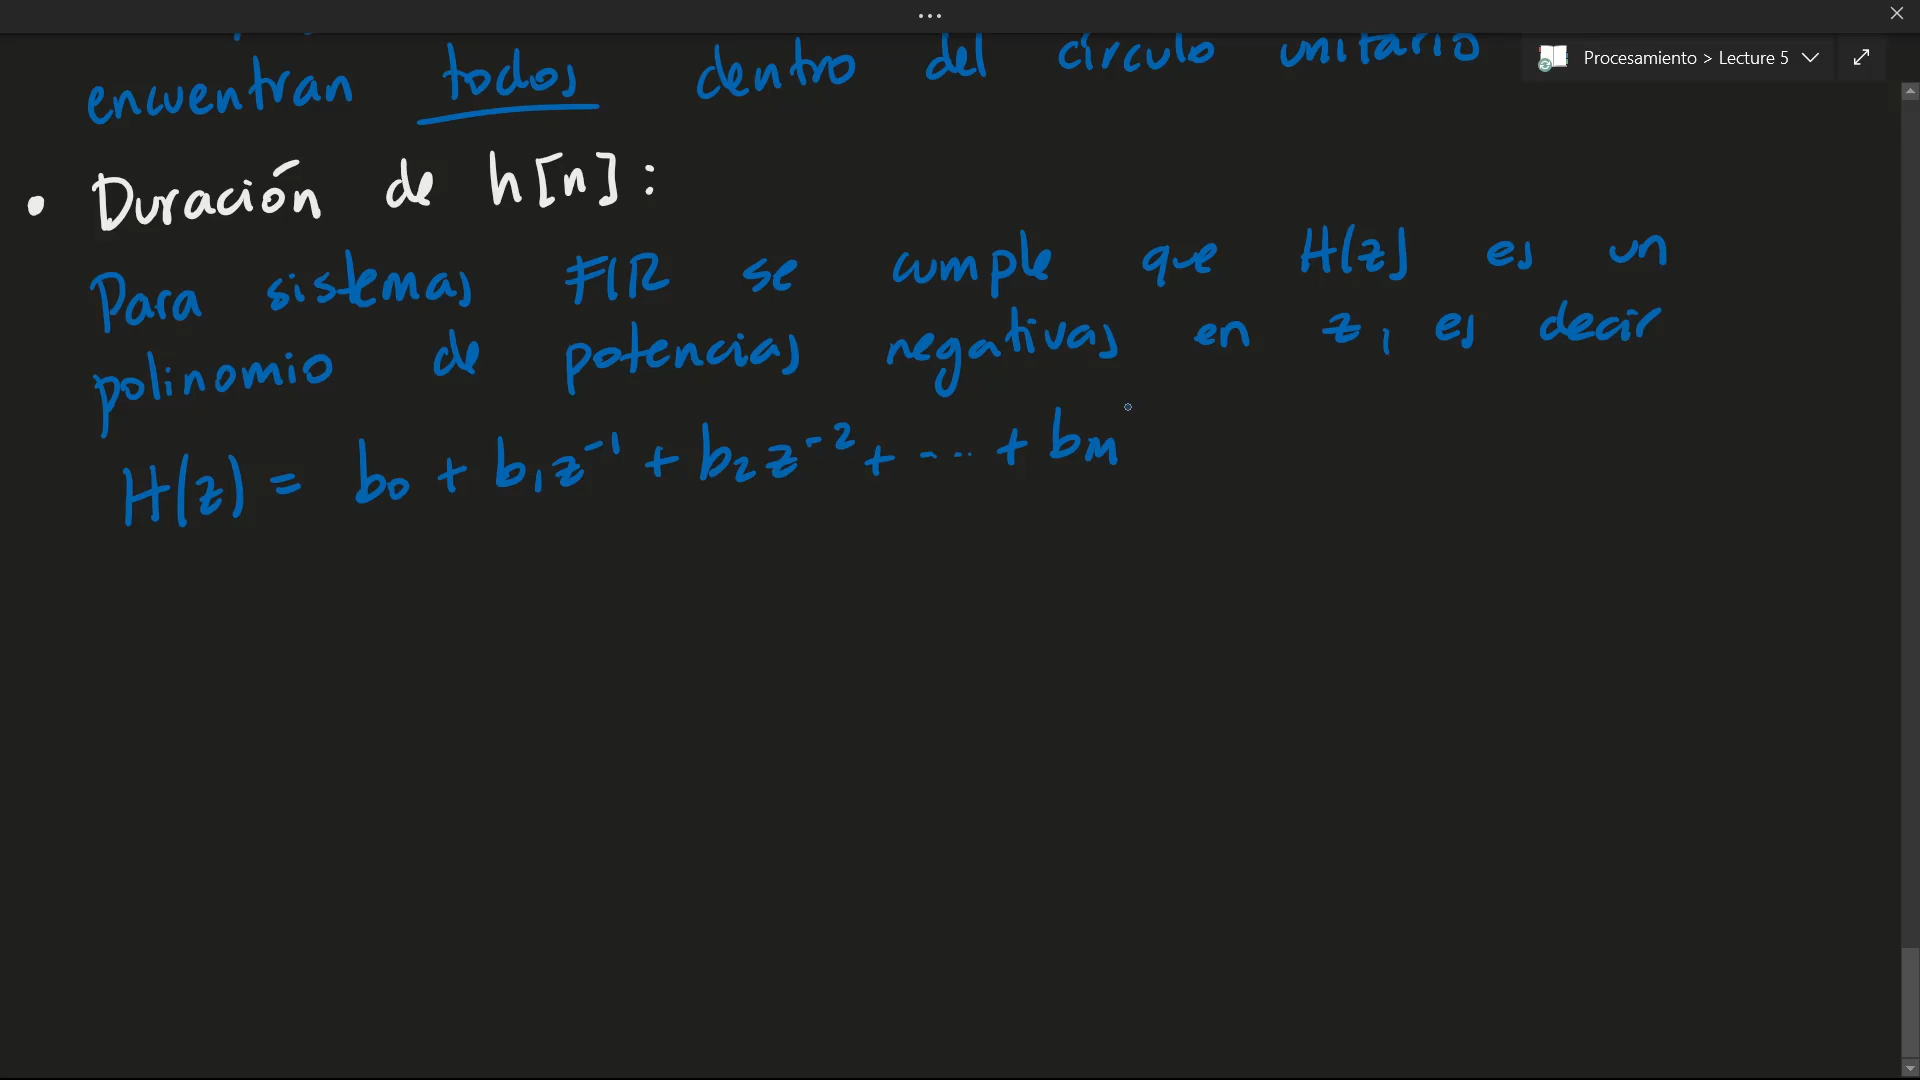 Procesamiento > Lecture 5
encuentran todos dentro del circulo unitario
• Duración de h[n]:
Para sistemas FIR se cumple que H(z) es un
polinomio de potencias negativas en z, es decir
H(z) = b₀ + b₁z⁻¹ + b₂z⁻² + ... + bₘ